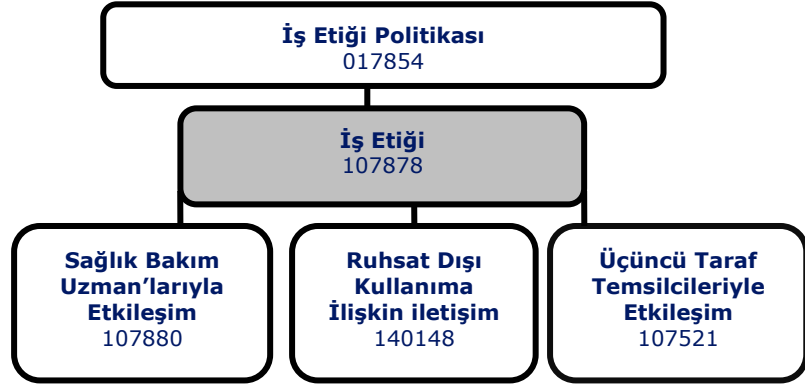 İş Etiği Politikası
017854
İş Etiği
107878
Sağlık Bakım
Uzman’larıyla
Etkileşim
107880
Ruhsat Dışı
Kullanıma
İlişkin iletişim
140148
Üçüncü Taraf
Temsilcileriyle
Etkileşim
107521